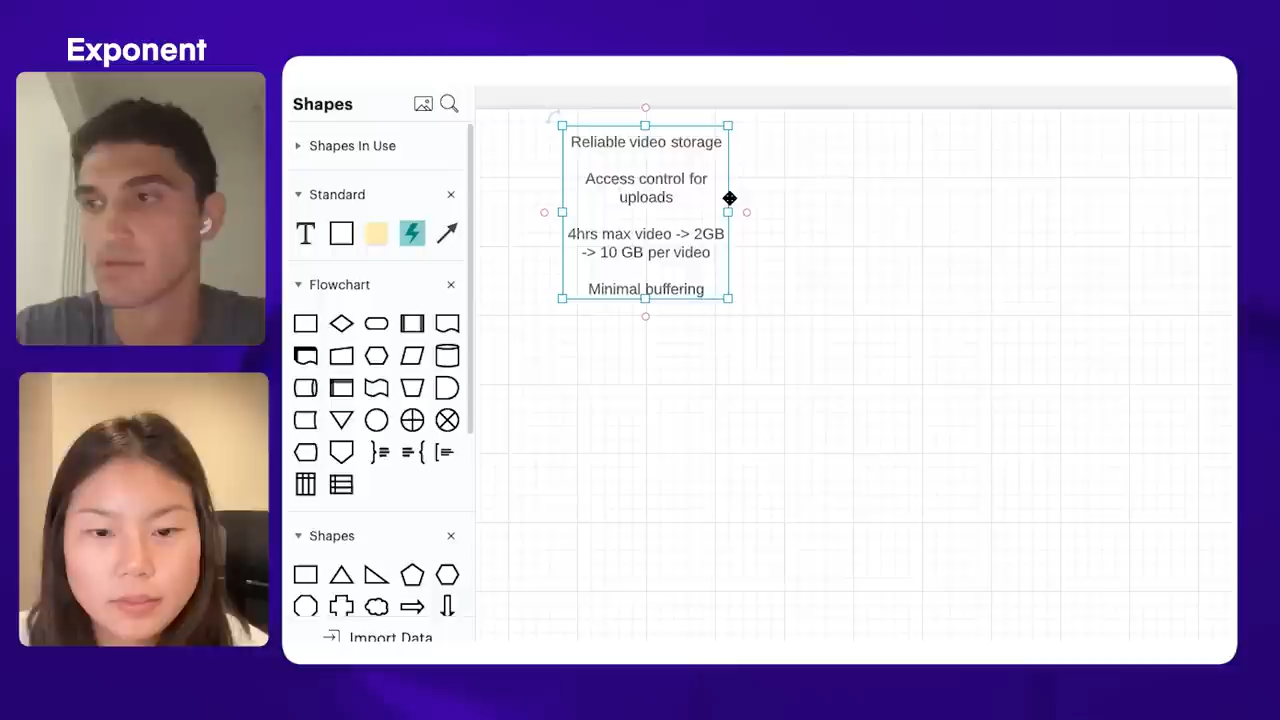 Exponent
Shapes
Shapes In Use
Standard
T
Flowchart
Shapes
Import Data
Reliable video storage
Access control for
uploads
4hrs max video -> 2GB
-> 10 GB per video
Minimal buffering